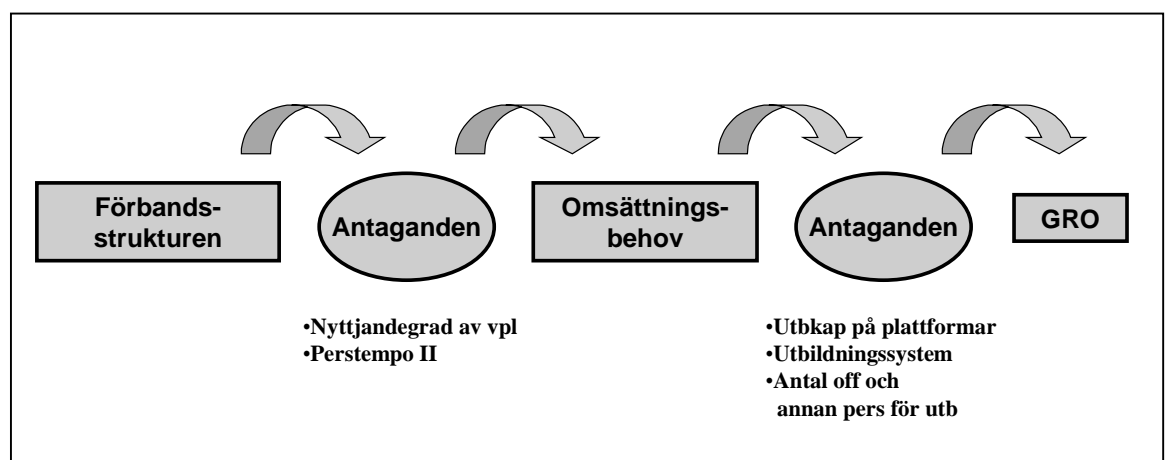 Förbands-
strukturen
Antaganden
Omsättnings-
behov
Antaganden
GRO
•Nyttjandegrad av vpl
•Perstempo II
•Utbkap på plattformar
•Utbildningssystem
•Antal off och
annan pers för utb